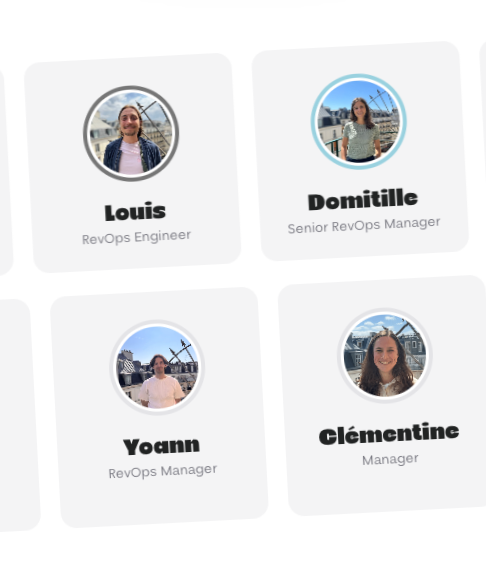 Louis
RevOps Engineer
Domitille
Senior RevOps Manager
Yoann
RevOps Manager
Clémentine
Manager